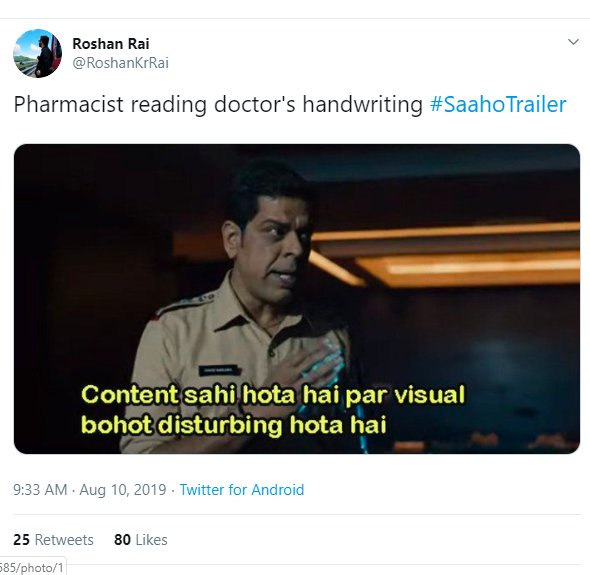 Roshan Rai
@RoshanKrRai
Pharmacist reading doctor's handwriting #SaahoTrailer
Content sahi hota hai par visual
bohot disturbing hota hai
9:33 AM · Aug 10, 2019 · Twitter for Android
25 Retweets 80 Likes
585/photo/1